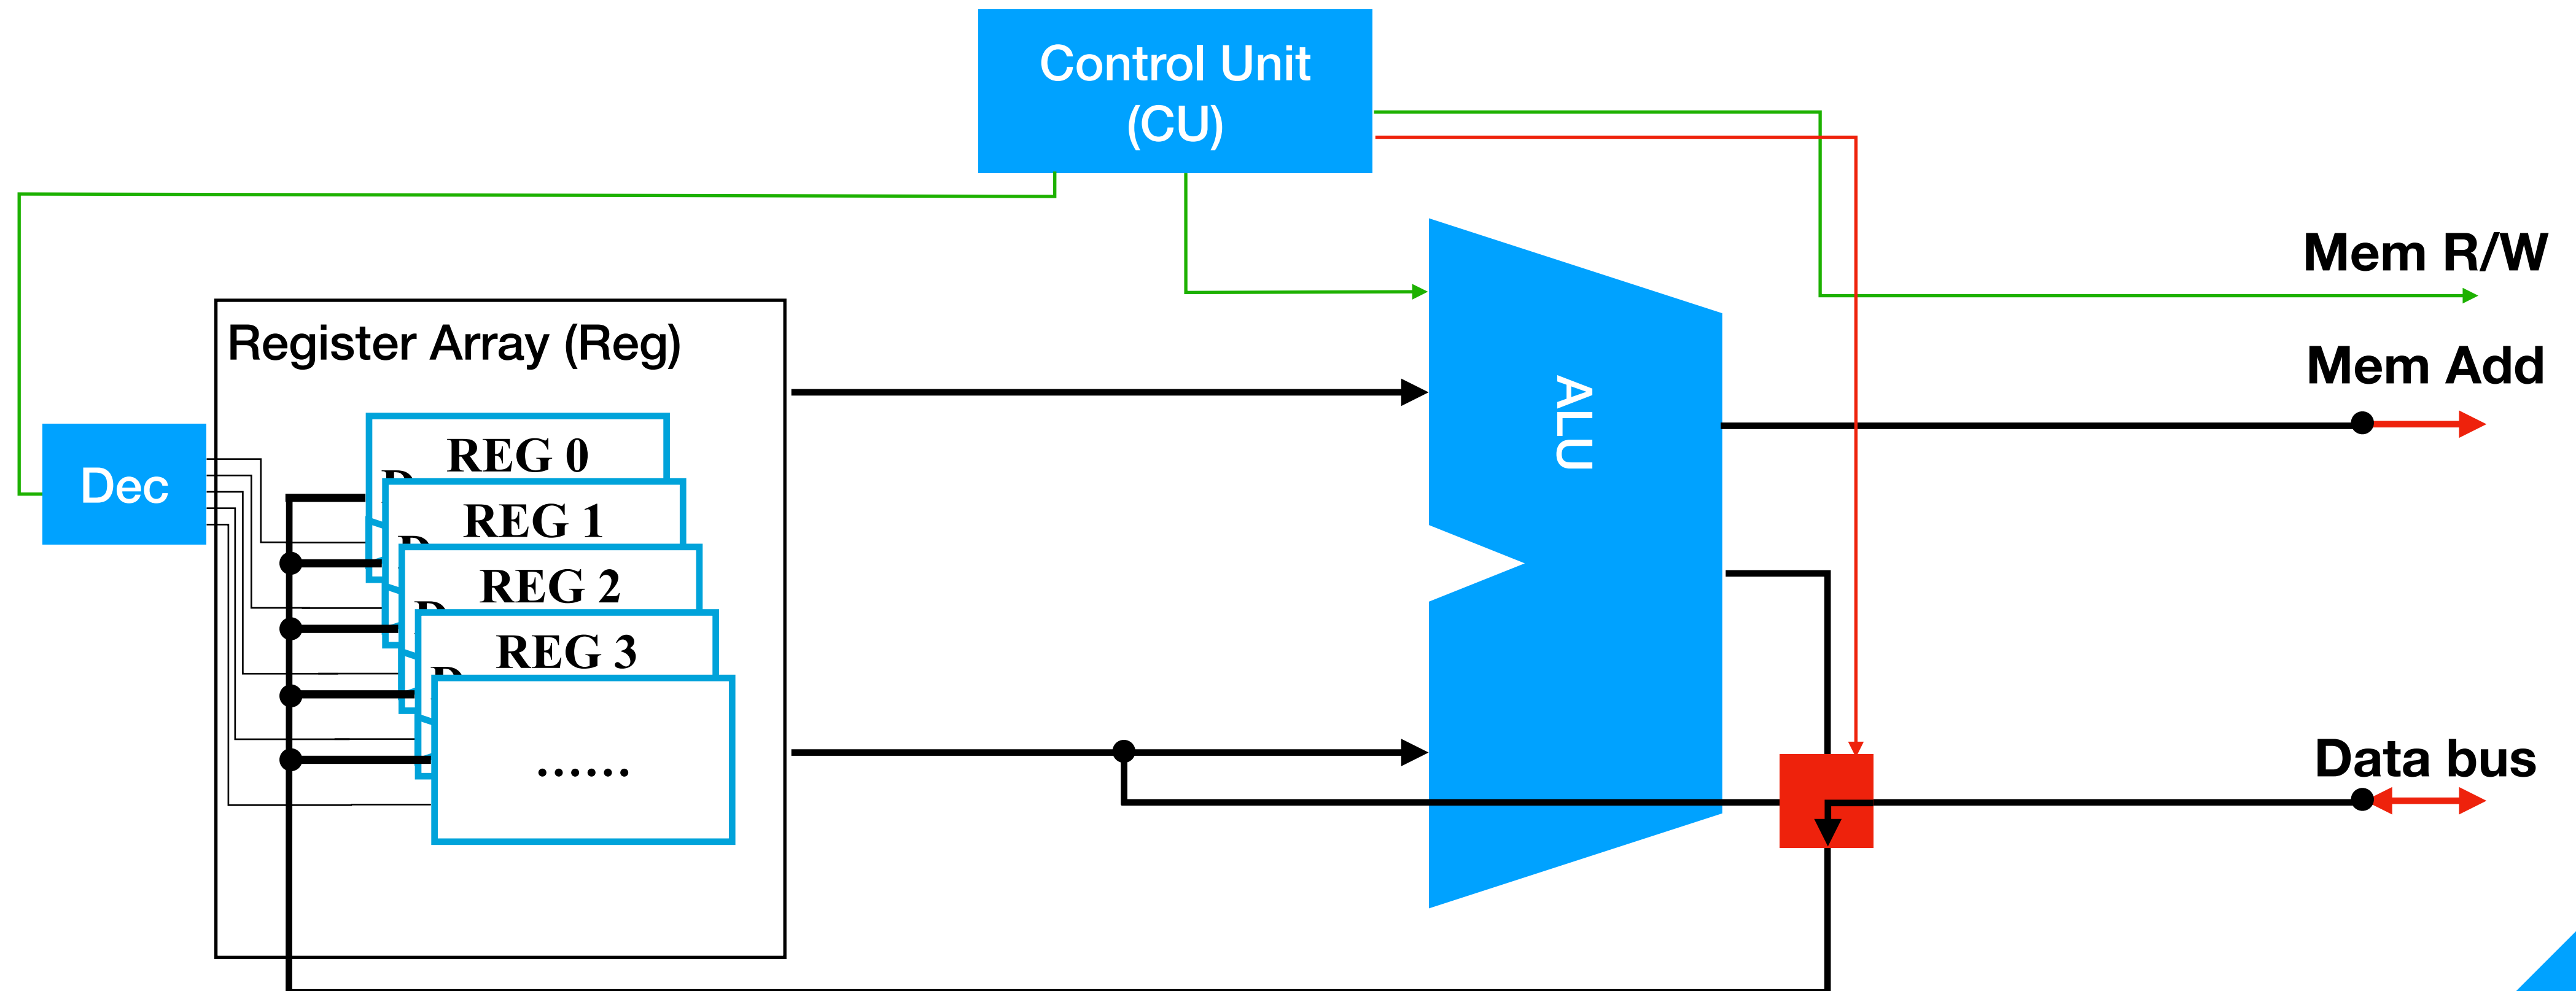 Control Unit
(CU)
Mem R/W
Register Array (Reg)
Mem Add
ALU
REG 0
Dec
D
REG 1
D
REG 2
D
REG 3
D
Data bus
......